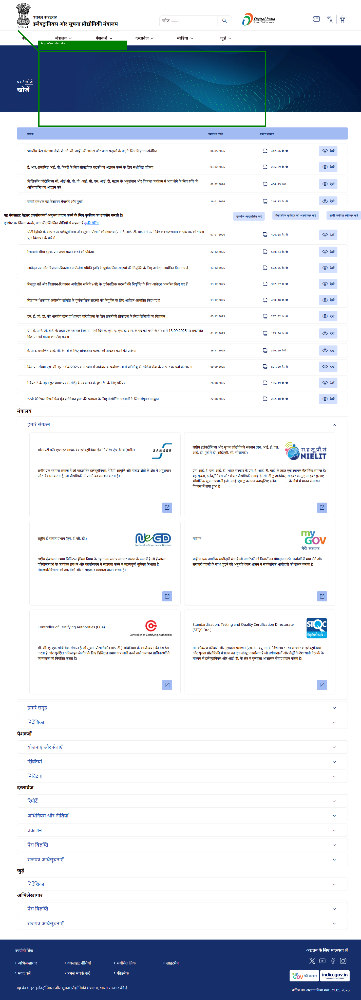 सत्यमेव जयते
भारत सरकार
इलेक्ट्रानिक्स और सूचना प्रौद्योगिकी मंत्रालय
खोज ..........
Digital India
Power To Empower
मंत्रालय
पेशकशें
दस्तावेज़
मीडिया
जुड़ें
Empty Query Handled
घर / खोजें
खोजें
शीर्षक प्रकाशित तिथि प्रकार/आकार
भारतीय डेटा संरक्षण बोर्ड (डी. पी. बी. आई.) में अध्यक्ष और अन्य सदस्यों के पद के लिए विज्ञापन-संबंधित 06.05.2026 PDF 412. 76 के. बी देखें
ई. आर.-प्रमाणित आई. पी. कैमरों के लिए सॉफ्टवेयर घटकों को अद्यतन करने के लिए संशोधित प्रक्रिया 03.02.2026 PDF 205. 69 के. बी देखें
सिलिकॉन फोटोनिक्स सी. ओई-सी. पी. पी. आई. सी. एस. आई. टी. मद्रास के अनुसंधान और विकास कार्यक्रम में भाग लेने के लिए रुचि की
अभिव्यक्ति का आह्वान करें 02.02.2026 PDF 454. 45 केबी देखें
सगाई प्रबंधक का विज्ञापन-बैंगलोर और मुंबई 16.01.2026 PDF 246. 83 के. बी देखें
यह वेबसाइट बेहतर उपयोगकर्ता अनुभव प्रदान करने के लिए कुकीज़ का उपयोग करती है।
एक्सेप्ट पर क्लिक करके, आप में उल्लिखित नीतियों से सहमत हैं कुकी सेटिंग.
कुकीज़ अनुकूलित करें
वैकल्पिक कुकीज़ को अस्वीकार करें
सभी कुकीज़ स्वीकार करें
प्रतिनियुक्ति के आधार पर इलेक्ट्रानिक्स और सूचना प्रौद्योगिकी मंत्रालय (एम. ई. आई. टी. वाई.) में उप निदेशक (राजभाषा) के एक पद को भरना-
पुनः विज्ञापन के बारे में 07.01.2026 PDF 406. 68 के. बी देखें
रियायती सीमा शुल्क प्रमाणपत्र प्रदान करने की प्रक्रिया 22.12.2025 PDF 580. 74 के. बी देखें
आवेदन पत्र और विज्ञापन-शिकायत अपीलीय समिति (ओं) के पूर्णकालिक सदस्यों की नियुक्ति के लिए आवेदन आमंत्रित किए गए हैं 13.12.2025 PDF 522. 65 के. बी देखें
विस्तृत शर्तें और विज्ञापन-शिकायत अपीलीय समिति (ओं) के पूर्णकालिक सदस्यों की नियुक्ति के लिए आवेदन आमंत्रित किए गए हैं 13.12.2025 PDF 392. 57 के. बी देखें
विज्ञापन-शिकायत अपीलीय समिति के पूर्णकालिक सदस्यों की नियुक्ति के लिए आवेदन आमंत्रित किए गए हैं 13.12.2025 PDF 430. 40 के. बी देखें
एन. ई. जी. डी. की भारतीय खेल प्राधिकरण परियोजना के लिए तकनीकी प्रोफाइल के लिए रिक्तियों का विज्ञापन 03.12.2025 PDF 237. 32 के. बी देखें
एम. ई. आई. टी. वाई. के तहत एक स्वायत्त निकाय, महानिदेशक, एस. ए. एम. ई. आर. के पद को भरने के संबंध में 13.09.2025 पर प्रकाशित
विज्ञापन को वापस लेना/रद्द करना 01.12.2025 PDF 113. 84 के. बी देखें
ई. आर.-प्रमाणित आई. पी. कैमरों के लिए सॉफ्टवेयर घटकों को अद्यतन करने की प्रक्रिया 26.11.2025 PDF 370. 69 केवी देखें
विज्ञापन संख्या एस. सी. एल.: 04/2025 के माध्यम से अर्धचालक प्रयोगशाला में प्रतिनियुक्ति/विदेश सेवा के आधार पर पदों को भरना 09.09.2025 PDF 801. 20 के. बी देखें
स्विफ्ट 2 के तहत छूट प्रमाणपत्र (एसीई) के स्वचालन के शुभारंभ के लिए परिपत्र 28.08.2025 PDF 165. 19 के. बी देखें
"2डी मैटेरियल रिसर्च फैब एंड इनोवेशन हब" की स्थापना के लिए कंसोर्टिया प्रस्तावों के लिए संयुक्त आह्वान 22.08.2025 PDF 202. 10 के. बी देखें
मंत्रालय
हमारे संगठन
सोसायटी फॉर एप्लाइड माइक्रोवेव इलेक्ट्रॉनिक्स इंजीनियरिंग एंड रिसर्च (समीर)
SAMEER
समीर एक स्वायत्त समाज है जो माइक्रोवेव इलेक्ट्रॉनिक्स, रेडियो आवृत्ति और संबद्ध क्षेत्रों के क्षेत्र में अनुसंधान
और विकास करता है, जो प्रौद्योगिकी में प्रगति का समर्थन करता है।
राष्ट्रीय इलेक्ट्रॉनिक्स और सूचना प्रौद्योगिकी संस्थान (एन. आई. ई. एल.
आई. टी.-पूर्व में डी. ओईएसी. सी. सोसायटी)
रा.इ.सू.प्रौ.सं
NIELIT
एन. आई. ई. एल. आई. टी. भारत सरकार के एम. ई. आई. टी. वाई. के तहत एक स्वायत्त वैज्ञानिक समाज है।
यह सूचना, इलेक्ट्रॉनिक्स और संचार प्रौद्योगिकी (आई. ई. सी. टी.); हार्डवेयर; साइबर कानून; साइबर सुरक्षा;
भौगोलिक सूचना प्रणाली (जी. आई. एस.); क्लाउड कम्प्यूटिंग; इलेक्ट .......... के क्षेत्रों में मानव संसाधन
विकास में लगा हुआ है
राष्ट्रीय ई-शासन प्रभाग (एन. ई. जी. डी.)
NeGD
National e-Governance Division
राष्ट्रीय ई-शासन प्रभाग डिजिटल इंडिया निगम के तहत एक स्वतंत्र व्यापार प्रभाग के रूप में है जो ई-शासन
परियोजनाओं के कार्यक्रम प्रबंधन और कार्यान्वयन में सहायता करने में महत्वपूर्ण भूमिका निभाता है;
मंत्रालयों/विभागों को तकनीकी और सलाहकार सहायता प्रदान करता है।
माईगव
my
GOV
मेरी सरकार
माईगव एक नागरिक भागीदारी मंच है जो नागरिकों को विचारों का योगदान करने, चर्चाओं में भाग लेने और
सरकारी पहलों के साथ जुड़ने की अनुमति देकर शासन में सार्वजनिक भागीदारी को सक्षम बनाता है।
Controller of Certifying Authorities (CCA)
Controller of Certifying Authorities
सी. सी. ए. एक सांविधिक संगठन है जो सूचना प्रौद्योगिकी (आई. टी.) अधिनियम के कार्यान्वयन की देखरेख
करता है और सुरक्षित ऑनलाइन लेनदेन के लिए डिजिटल प्रमाण पत्र जारी करने वाले प्रमाणन प्राधिकरणों के
कामकाज को नियंत्रित करता है।
Standardisation, Testing and Quality Certification Directorate
(STQC Dte.)
STQC
मानकीकरण परीक्षण और गुणवत्ता प्रमाणन (एस. टी. क्यू. सी.) निदेशालय भारत सरकार के इलेक्ट्रानिक्स
और सूचना प्रौद्योगिकी मंत्रालय का एक संबद्ध कार्यालय है जो प्रयोगशालों और केंद्रों के देशव्यापी नेटवर्क के
माध्यम से इलेक्ट्रानिक्स और आई. टी. के क्षेत्र में गुणवत्ता आश्वासन सेवाएं प्रदान करता है।
हमारे समूह
निर्देशिका
पेशकशें
योजनाएं और सेवाएँ
रिक्तियां
निविदाएं
दस्तावेज़
रिपोर्टें
अधिनियम और नीतियाँ
प्रकाशन
प्रेस विज्ञप्ति
राजपत्र अधिसूचनाएँ
जुड़ें
निर्देशिका
अभिलेखागार
प्रेस विज्ञप्ति
राजपत्र अधिसूचनाएँ
उपयोगी लिंक
अभिलेखागार
वेबसाइट नीतियाँ
संबंधित लिंक
साइटमैप
मदद करें
हमसे संपर्क करें
फीडबैक
यह वेबसाइट इलेक्ट्रॉनिक्स और सूचना प्रौद्योगिकी मंत्रालय, भारत सरकार की है
अद्यतन के लिए सदस्यता लें
my GOV मेरी सरकार
india.gov.in
National Portal of India
अंतिम बार अद्यतन किया गयाः 21.05.2026